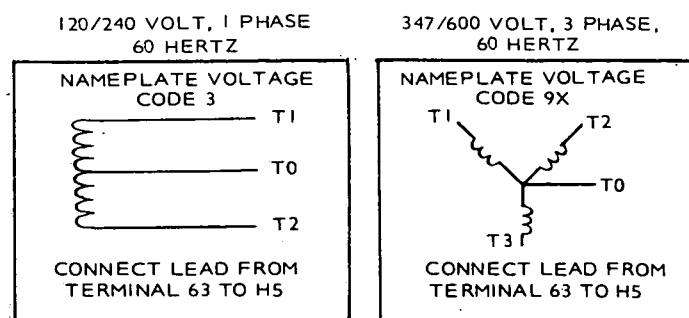 120/240 VOLT, 1 PHASE
60 HERTZ
NAMEPLATE VOLTAGE
CODE 3
T1
T0
T2
CONNECT LEAD FROM
TERMINAL 63 TO H5
347/600 VOLT, 3 PHASE,
60 HERTZ
NAMEPLATE VOLTAGE
CODE 9X
T1
T2
T0
T3
CONNECT LEAD FROM
TERMINAL 63 TO H5